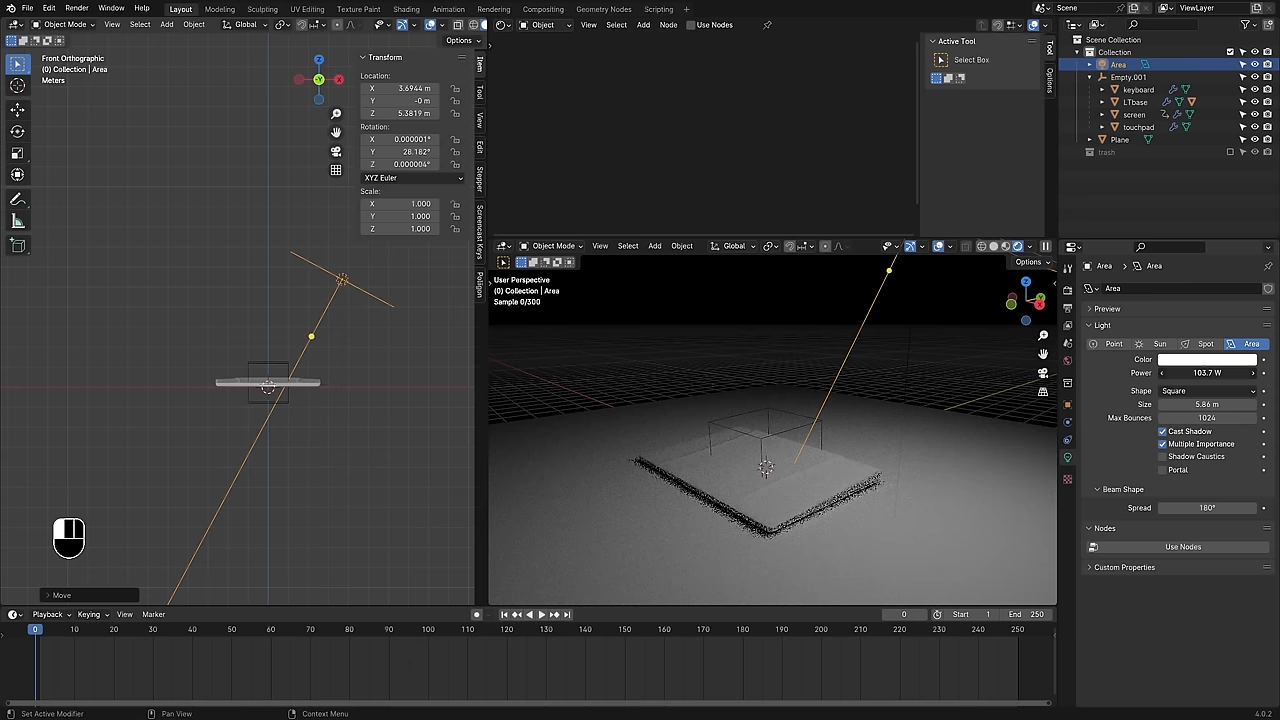 File Edit Render Window Help
Layout Modeling Sculpting UV Editing Texture Paint Shading Animation Rendering Compositing Geometry Nodes Scripting +
Scene
ViewLayer
Object Mode View Select Add Object Global
Options
Front Orthographic
(0) Collection | Area
Meters
Z
Y
X
Transform
Location:
X 3.6944 m
Y -0 m
Z 5.3819 m
Rotation:
X 0.000001°
Y 28.182°
Z 0.000004°
XYZ Euler
Scale:
X 1.000
Y 1.000
Z 1.000
Item
Tool
View
Edit
Stepper
Screencast Keys
Move
Object View Select Add Node Use Nodes
Active Tool
Select Box
Tool
Options
Object Mode View Select Add Object Global
Options
User Perspective
(0) Collection | Area
Sample 0/300
Z
Y
X
Scene Collection
Collection
Area
Empty.001
keyboard
LTbase
screen
touchpad
Plane
trash
Area Area
Area
Preview
Light
Point Sun Spot Area
Color
Power 103.7 W
Shape Square
Size 5.86 m
Max Bounces 1024
Cast Shadow
Multiple Importance
Shadow Caustics
Portal
Beam Shape
Spread 180°
Nodes
Use Nodes
Custom Properties
Playback Keying View Marker
0 Start 1 End 250
0 10 20 30 40 50 60 70 80 90 100 110 120 130 140 150 160 170 180 190 200 210 220 230 240 250
Set Active Modifier Pan View Context Menu 4.0.2